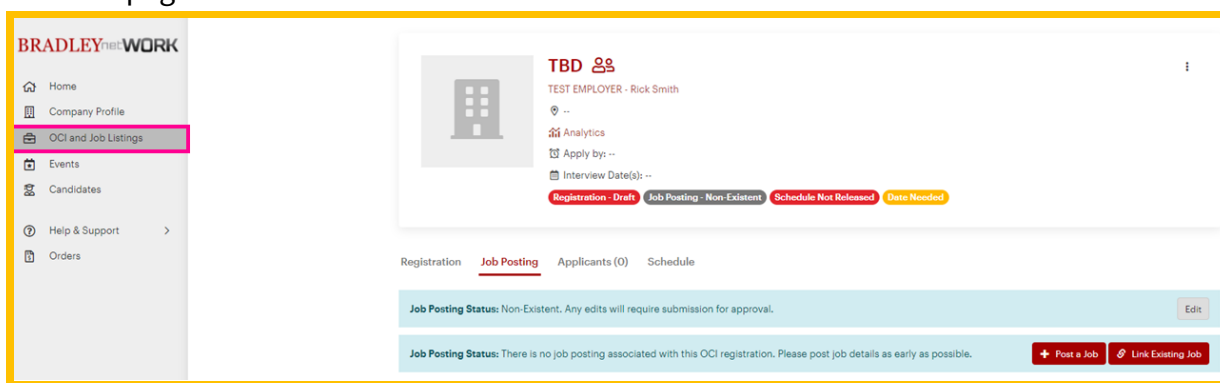 BRADLEYnetWORK
Home
Company Profile
OCI and Job Listings
Events
Candidates
Help & Support
Orders
TBD
TEST EMPLOYER - Rick Smith
--
Analytics
Apply by: --
Interview Date(s): --
Registration - Draft Job Posting - Non-Existent Schedule Not Released Date Needed
Registration Job Posting Applicants (0) Schedule
Job Posting Status: Non-Existent. Any edits will require submission for approval. Edit
Job Posting Status: There is no job posting associated with this OCI registration. Please post job details as early as possible. + Post a Job Link Existing Job